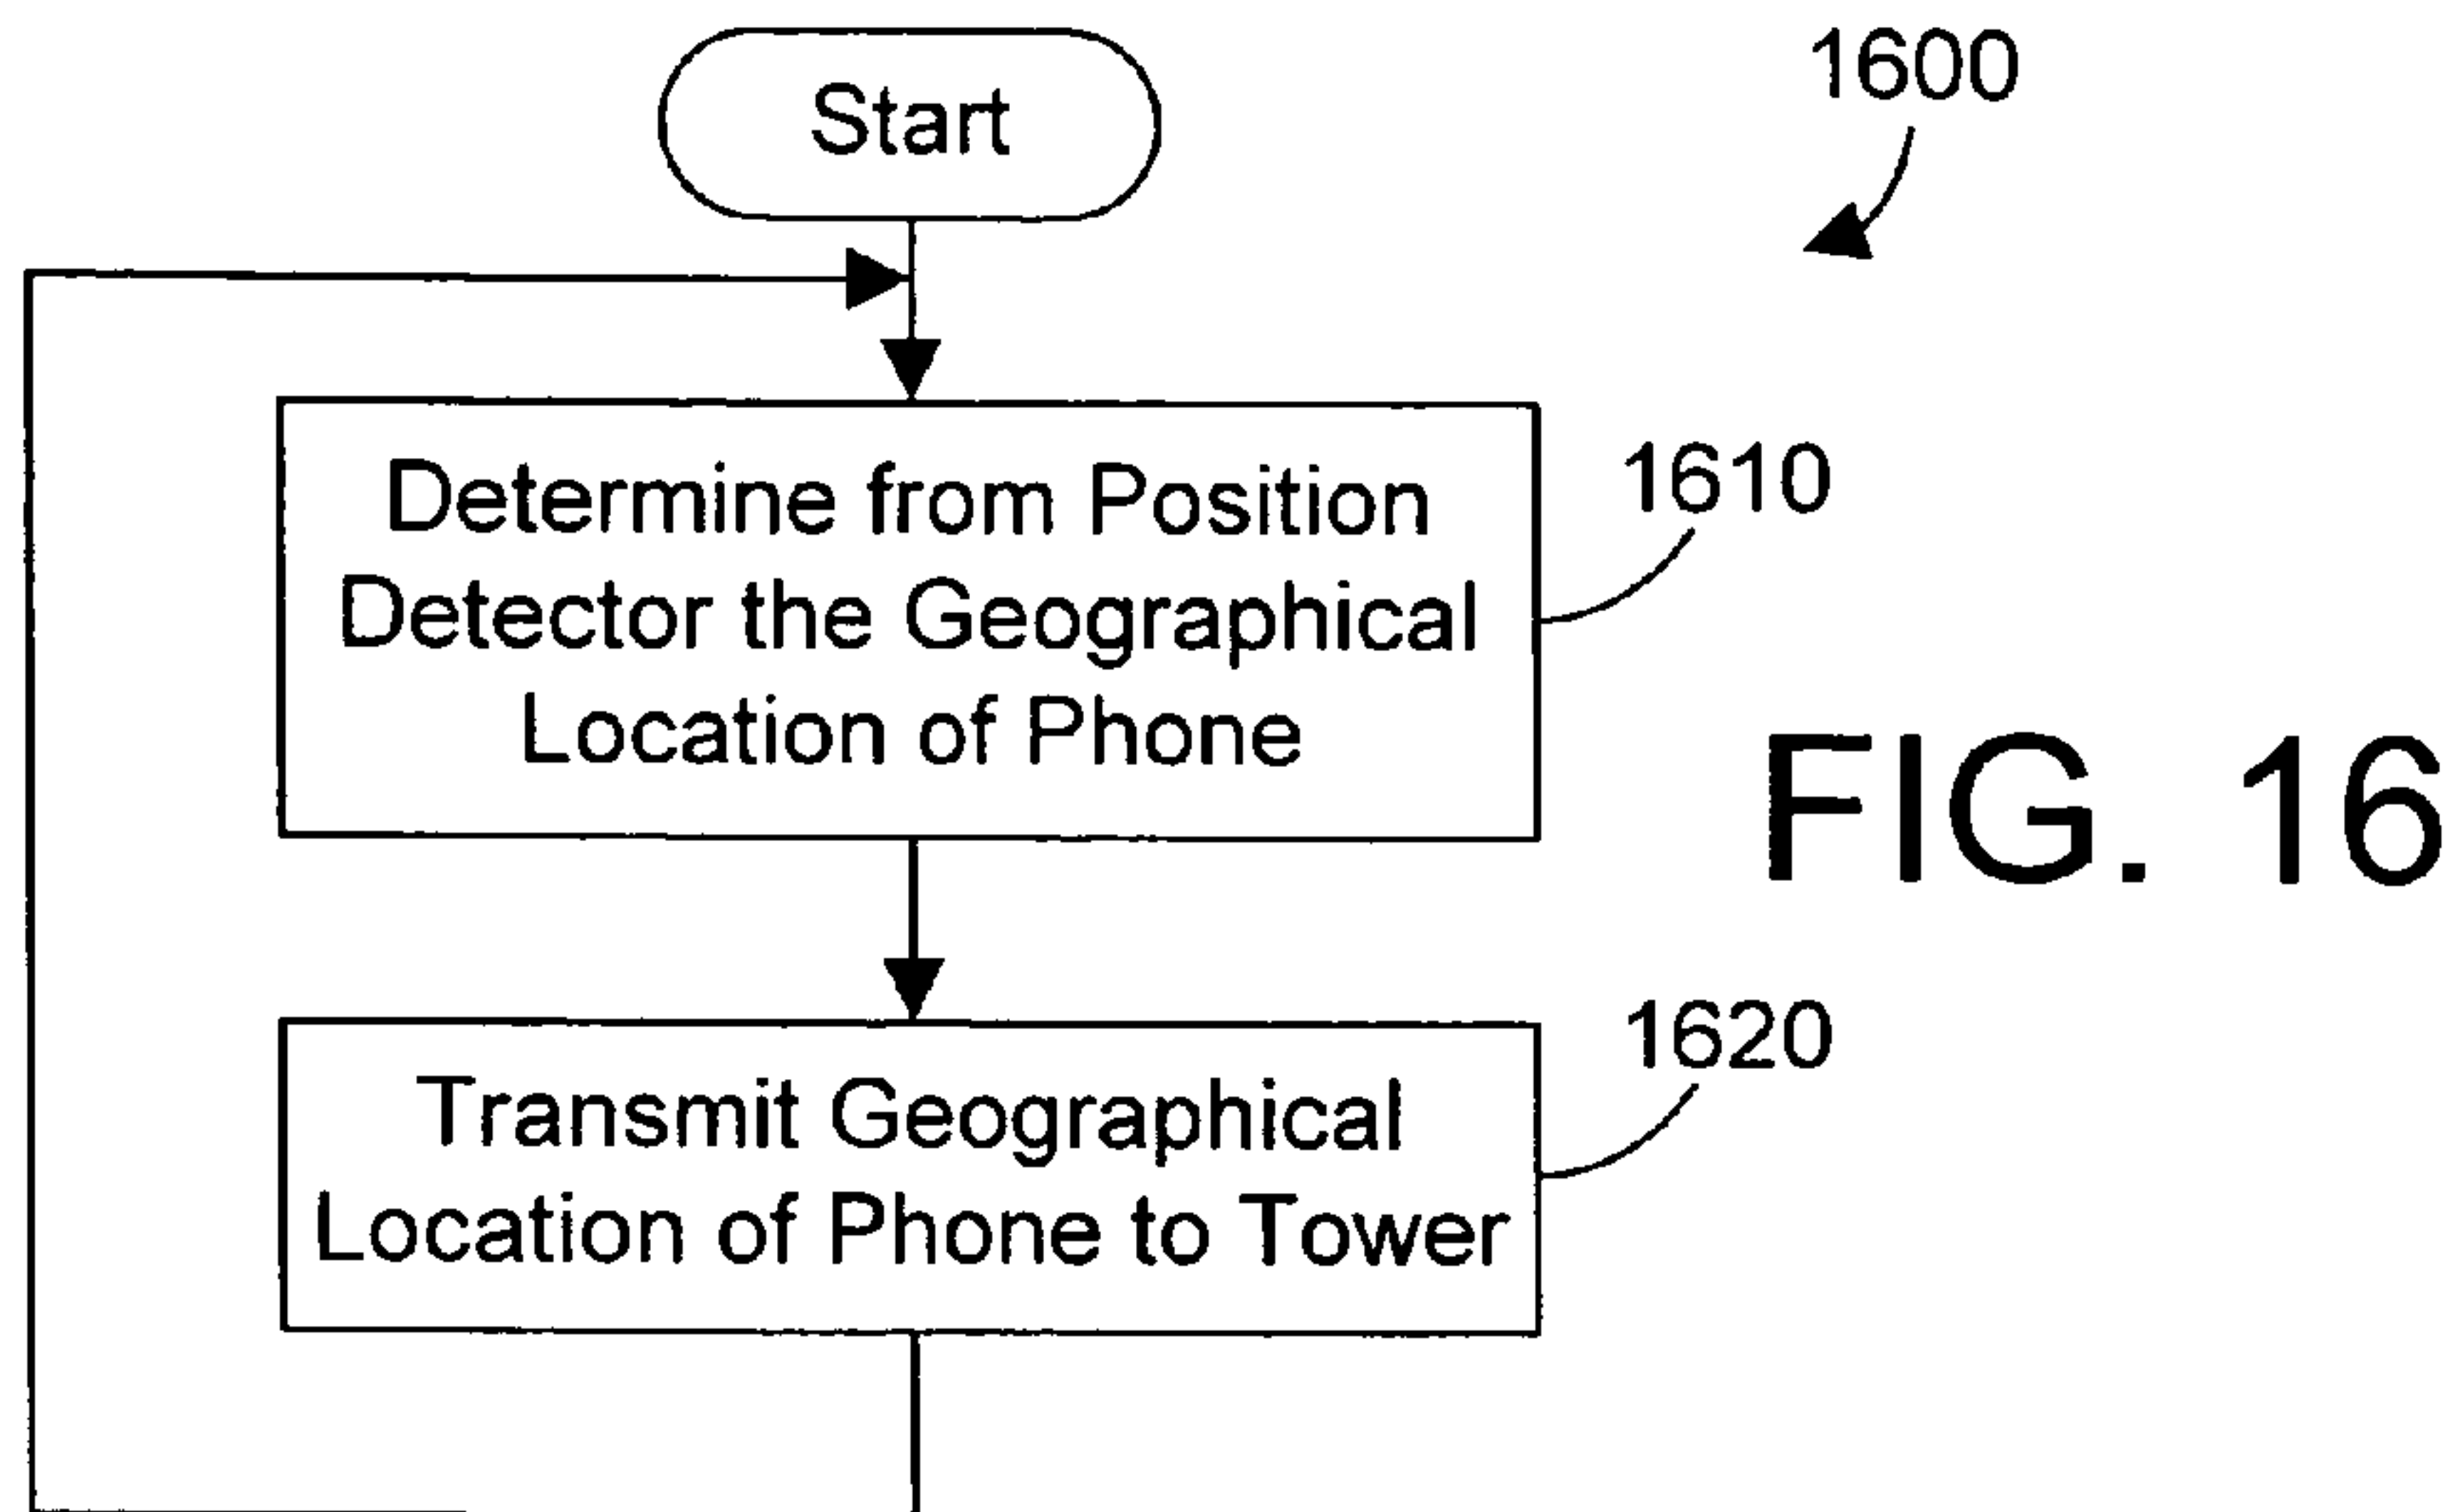 Start
1600
Determine from Position
Detector the Geographical
Location of Phone
1610
FIG. 16
Transmit Geographical
Location of Phone to Tower
1620